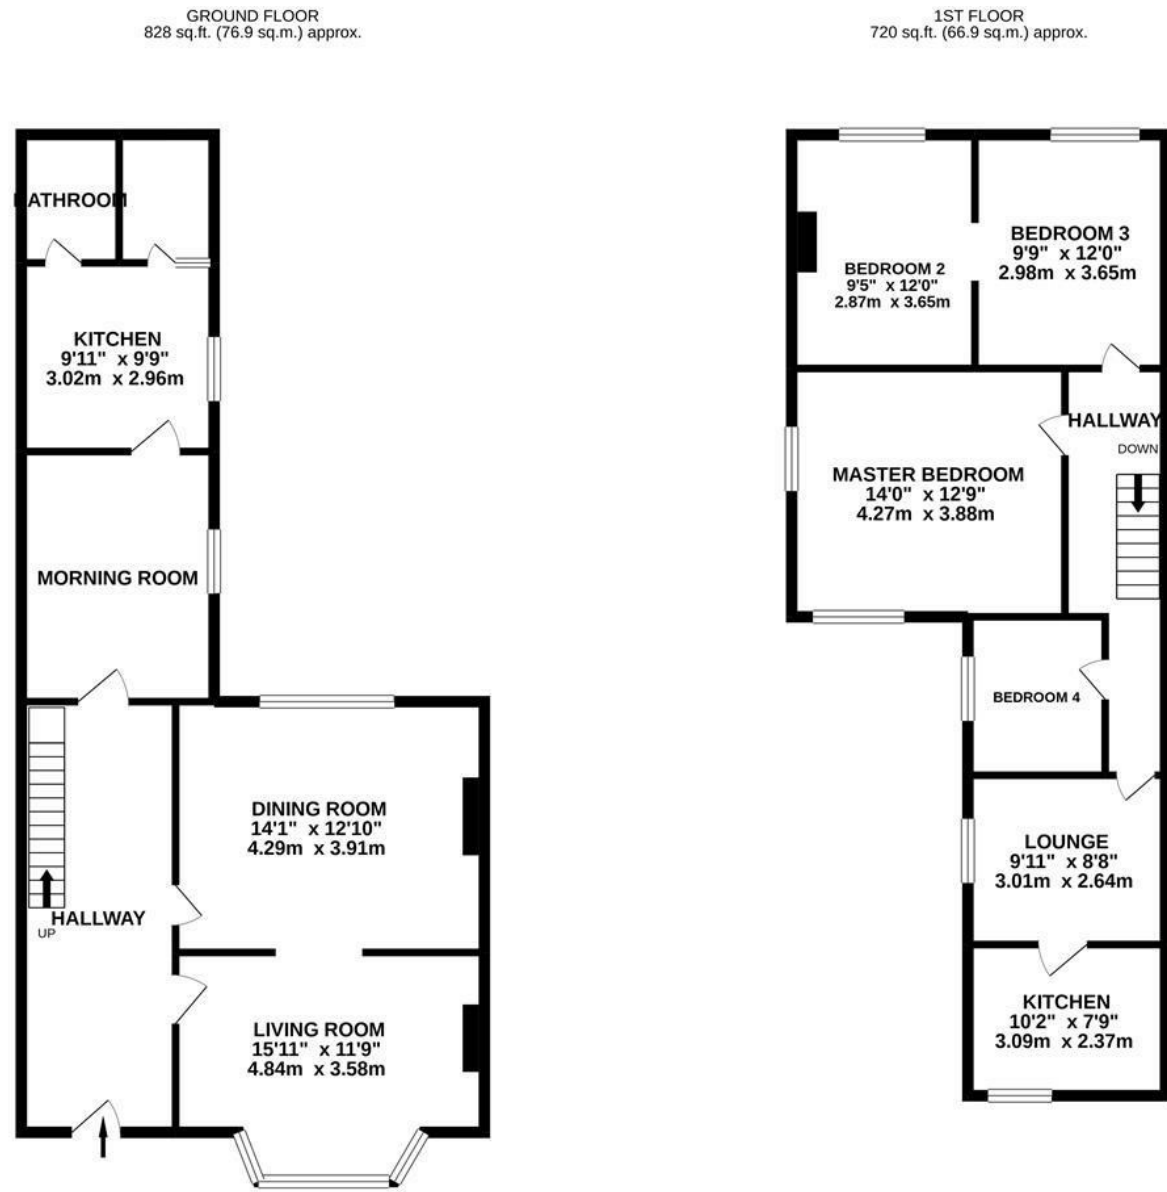 GROUND FLOOR
828 sq.ft. (76.9 sq.m.) approx.
BATHROOM
KITCHEN
9'11" x 9'9"
3.02m x 2.96m
MORNING ROOM
DINING ROOM
14'1" x 12'10"
4.29m x 3.91m
HALLWAY
UP
LIVING ROOM
15'11" x 11'9"
4.84m x 3.58m
1ST FLOOR
720 sq.ft. (66.9 sq.m.) approx.
BEDROOM 3
9'9" x 12'0"
2.98m x 3.65m
BEDROOM 2
9'5" x 12'0"
2.87m x 3.65m
HALLWAY
DOWN
MASTER BEDROOM
14'0" x 12'9"
4.27m x 3.88m
BEDROOM 4
LOUNGE
9'11" x 8'8"
3.01m x 2.64m
KITCHEN
10'2" x 7'9"
3.09m x 2.37m